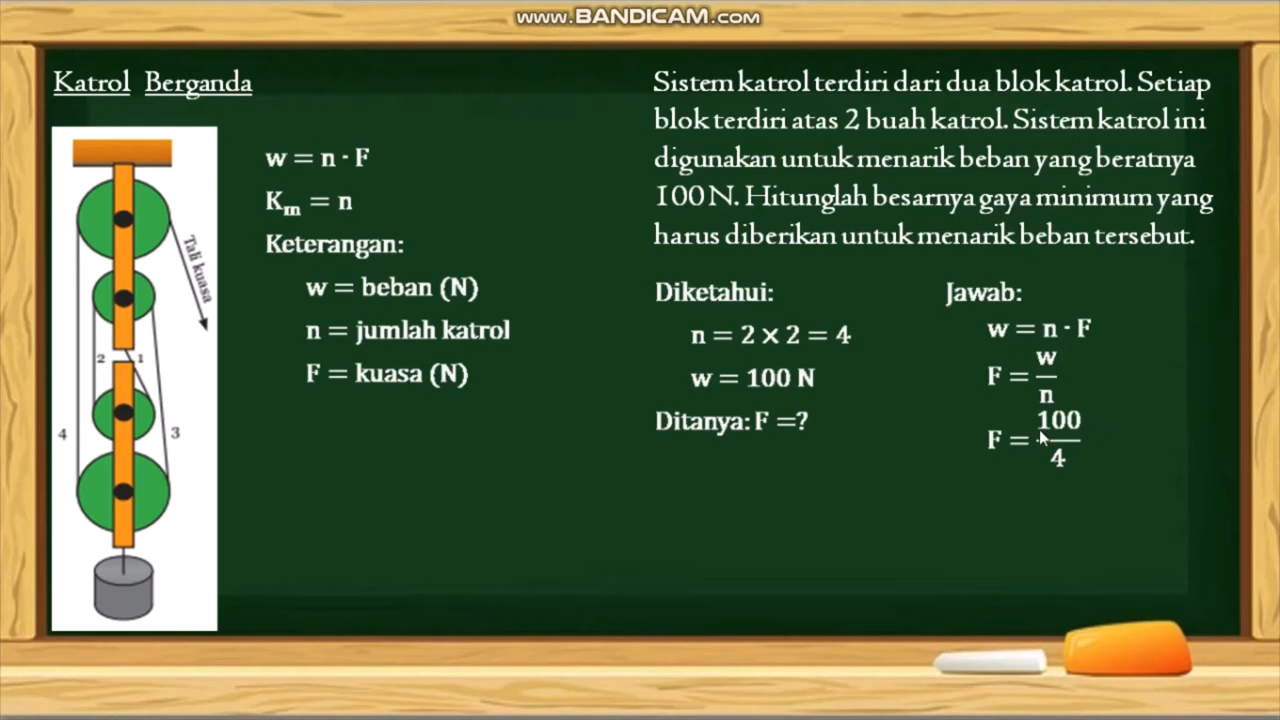 www.BANDICAM.com
Katrol Berganda
w = n · F
Kₘ = n
Keterangan:
w = beban (N)
n = jumlah katrol
F = kuasa (N)
Tali kuasa
2
1
4
3
Sistem katrol terdiri dari dua blok katrol. Setiap
blok terdiri atas 2 buah katrol. Sistem katrol ini
digunakan untuk menarik beban yang beratnya
100 N. Hitunglah besarnya gaya minimum yang
harus diberikan untuk menarik beban tersebut.
Diketahui:
n = 2 × 2 = 4
w = 100 N
Ditanya: F =?
Jawab:
w = n · F
F = w/n
F = 100/4